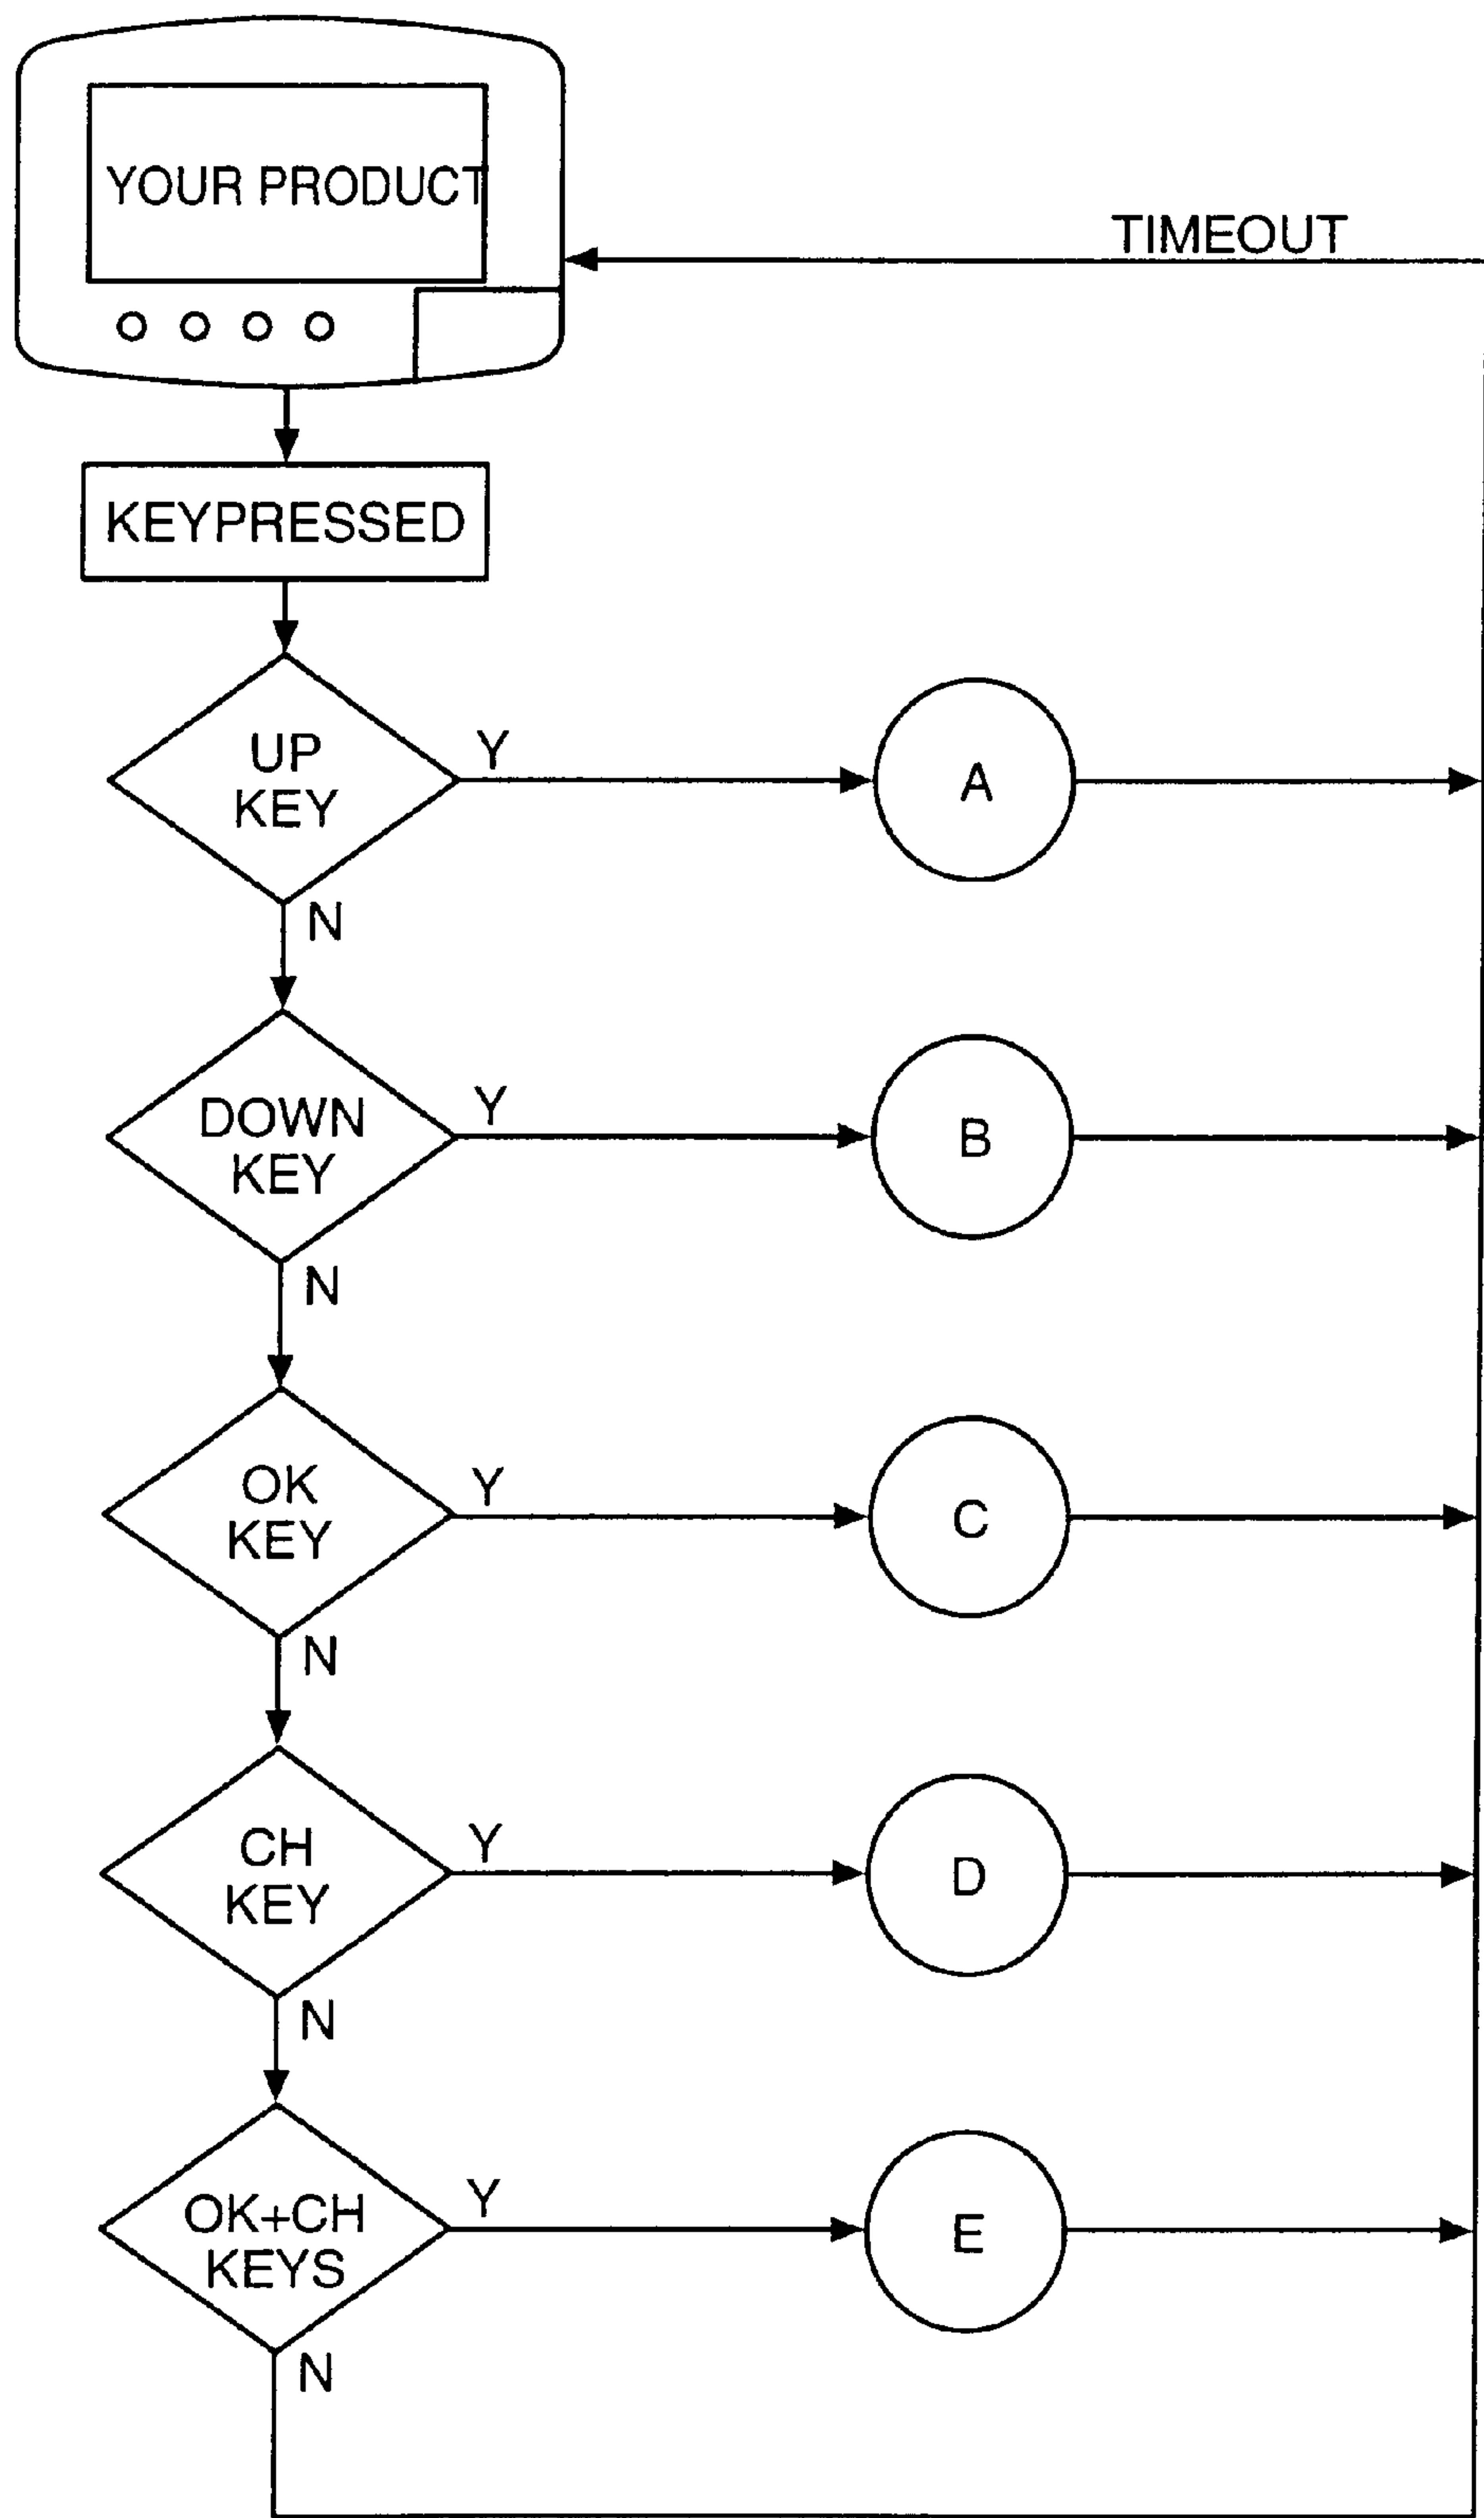 YOUR PRODUCT
TIMEOUT
KEYPRESSED
UP
KEY
Y
A
N
DOWN
KEY
Y
B
N
OK
KEY
Y
C
N
CH
KEY
Y
D
N
OK+CH
KEYS
Y
E
N